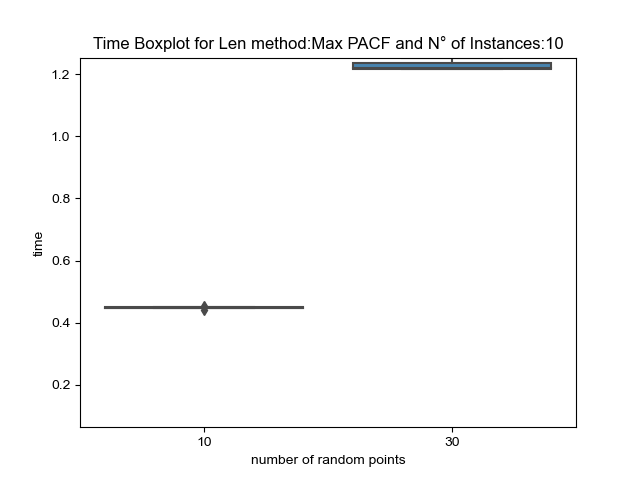 Time Boxplot for Len method:Max PACF and N° of Instances:10
1.2
1.0
0.8
0.6
0.4
0.2
time
10 30
number of random points